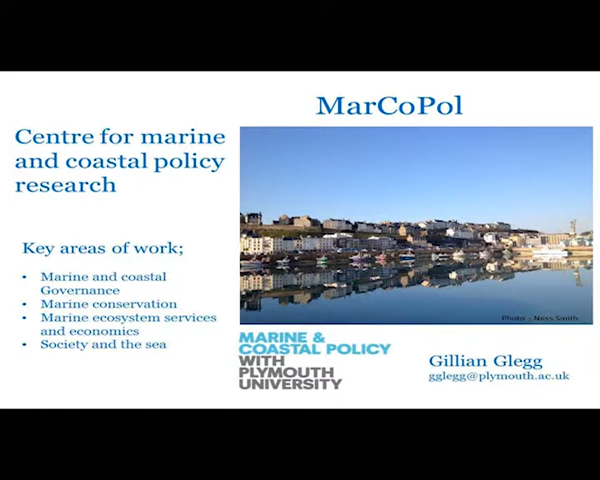 MarCoPol
Centre for marine
and coastal policy
research
Key areas of work;
• Marine and coastal
Governance
• Marine conservation
• Marine ecosystem services
and economics
• Society and the sea
Photo - Ness Smith
MARINE &
COASTAL POLICY
WITH
PLYMOUTH
UNIVERSITY
Gillian Glegg
gglegg@plymouth.ac.uk